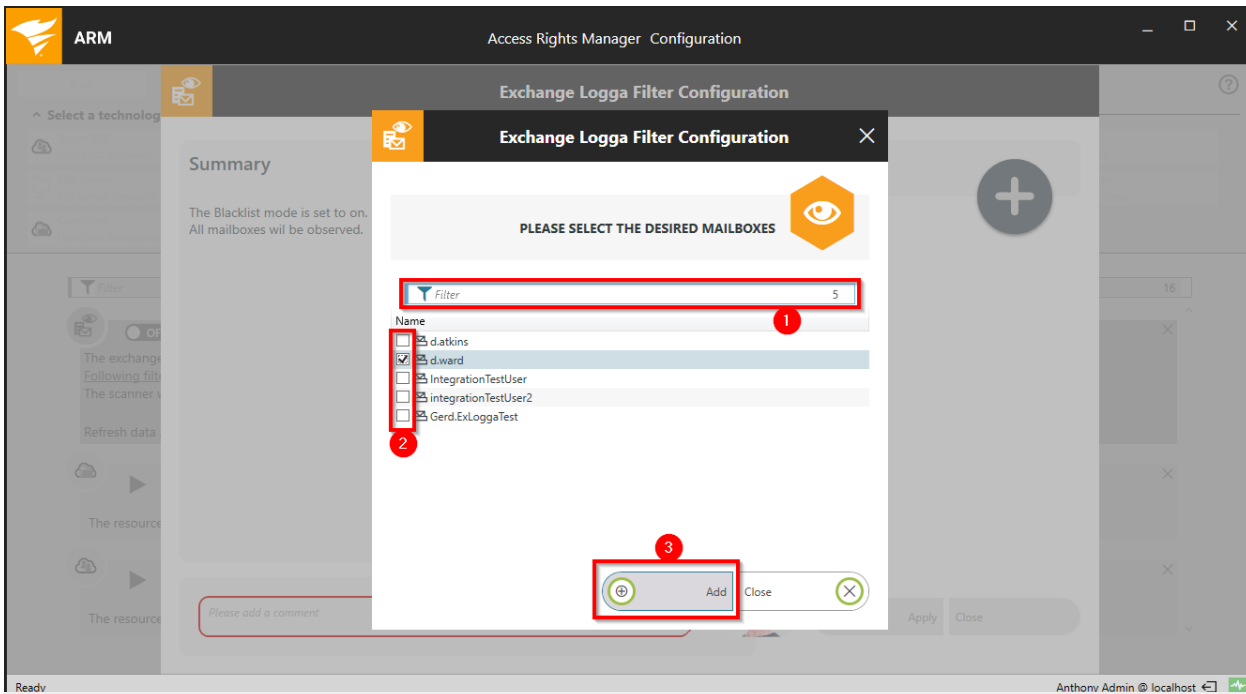 ARM
Access Rights Manager Configuration
Exchange Logga Filter Configuration
Select a technolog
Exchange Logga Filter Configuration
Summary
The Blacklist mode is set to on.
All mailboxes wil be observed.
PLEASE SELECT THE DESIRED MAILBOXES
Filter
16
Filter
5
1
Name
d.atkins
d.ward
IntegrationTestUser
integrationTestUser2
Gerd.ExLoggaTest
2
OF
The exchange
Following filte
The scanner
Refresh data
The resource
3
Add
Close
The resource
Please add a comment
Apply
Close
Ready
Anthony Admin @ localhost